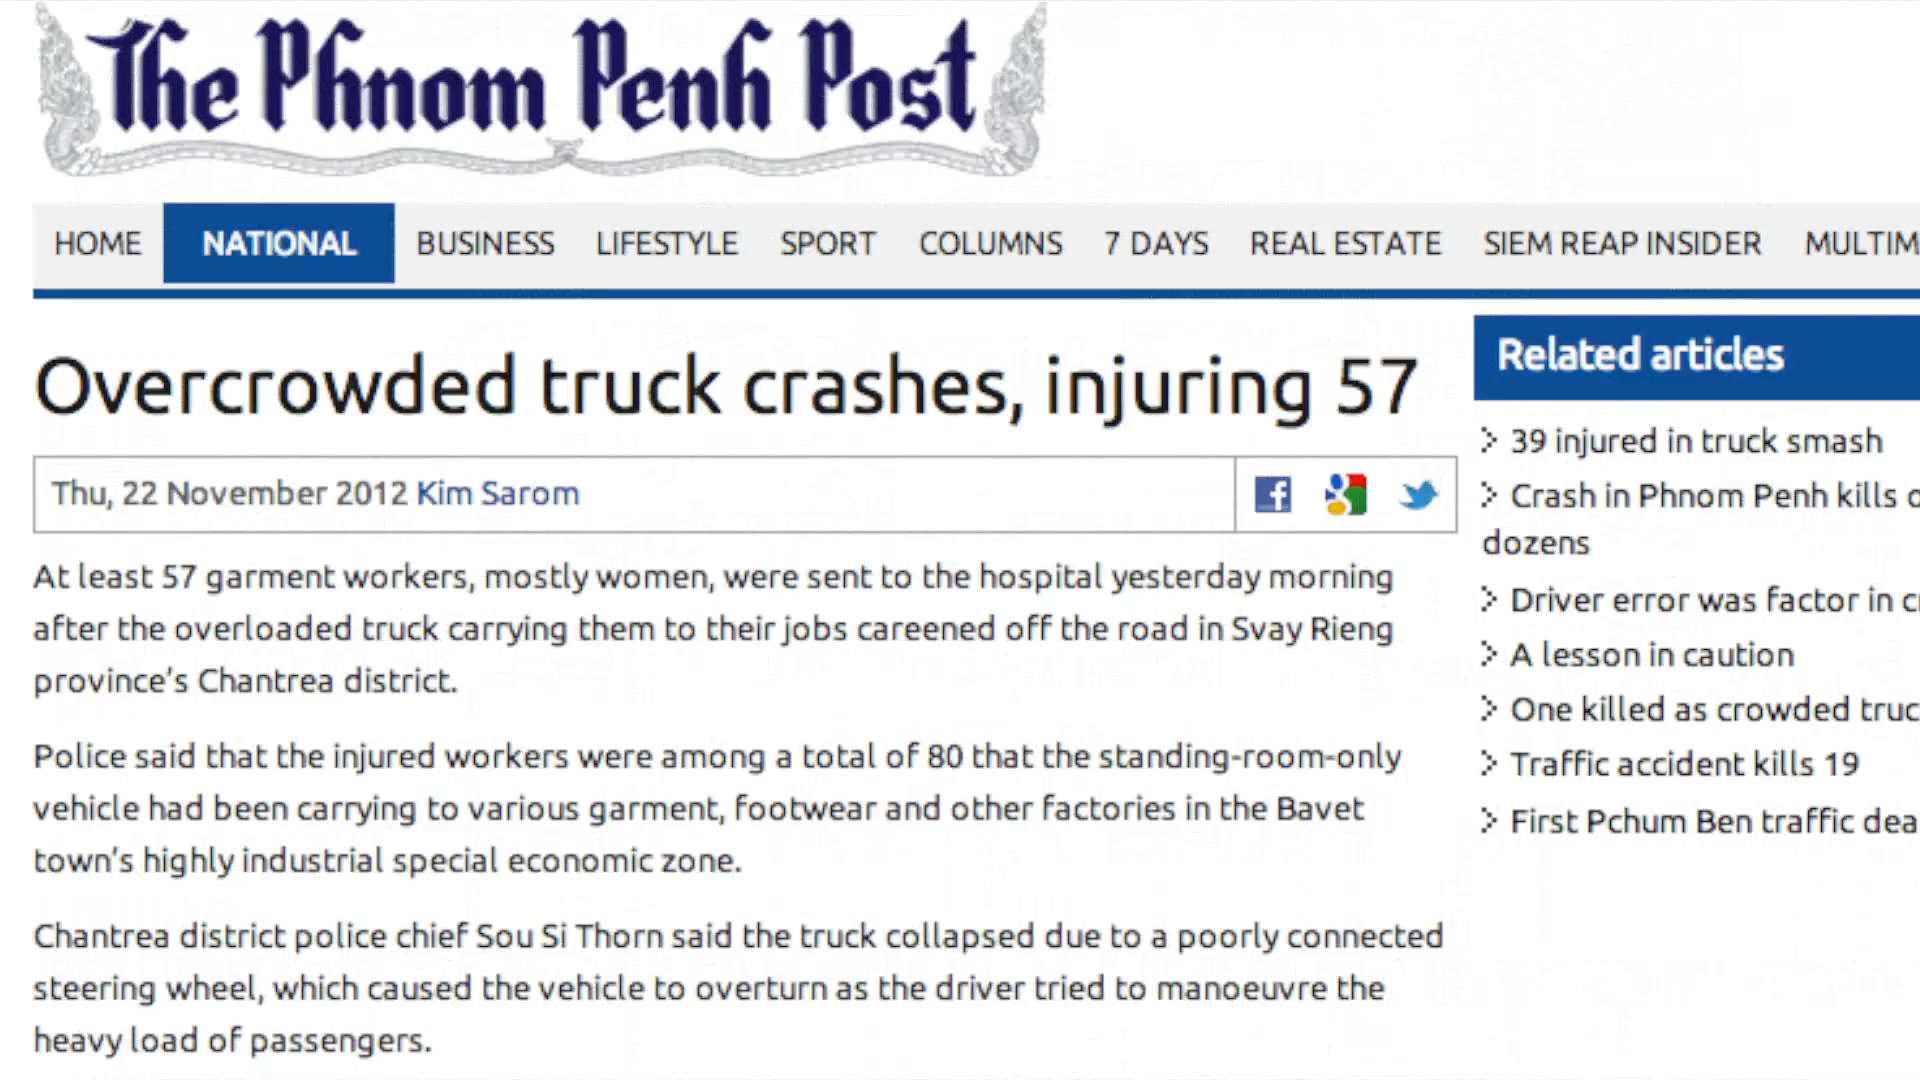 The Phnom Penh Post
HOME NATIONAL BUSINESS LIFESTYLE SPORT COLUMNS 7 DAYS REAL ESTATE SIEM REAP INSIDER MULTIM
Overcrowded truck crashes, injuring 57
Thu, 22 November 2012 Kim Sarom
At least 57 garment workers, mostly women, were sent to the hospital yesterday morning
after the overloaded truck carrying them to their jobs careened off the road in Svay Rieng
province’s Chantrea district.
Police said that the injured workers were among a total of 80 that the standing-room-only
vehicle had been carrying to various garment, footwear and other factories in the Bavet
town’s highly industrial special economic zone.
Chantrea district police chief Sou Si Thorn said the truck collapsed due to a poorly connected
steering wheel, which caused the vehicle to overturn as the driver tried to manoeuvre the
heavy load of passengers.
Related articles
39 injured in truck smash
Crash in Phnom Penh kills
dozens
Driver error was factor in
A lesson in caution
One killed as crowded truc
Traffic accident kills 19
First Pchum Ben traffic dea